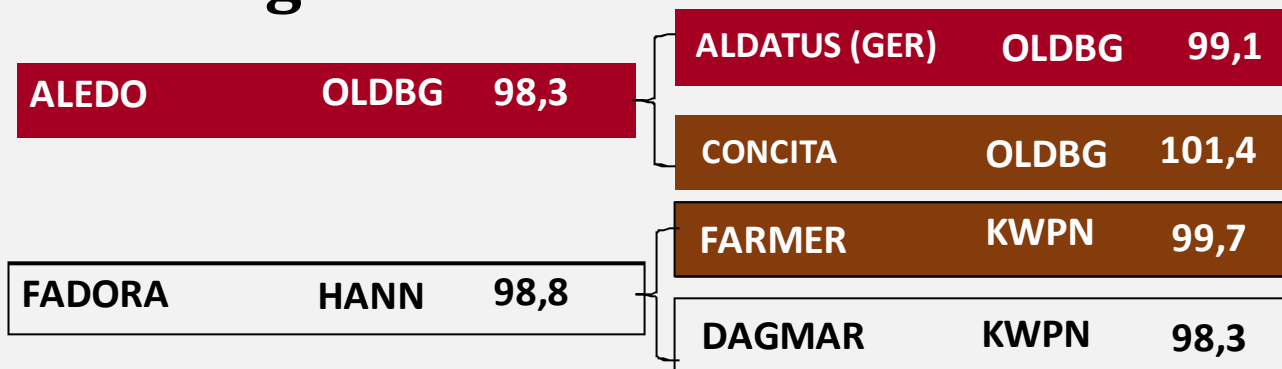 ALEDO OLDBG 98,3
ALDATUS (GER) OLDBG 99,1
CONCITA OLDBG 101,4
FADORA HANN 98,8
FARMER KWPN 99,7
DAGMAR KWPN 98,3